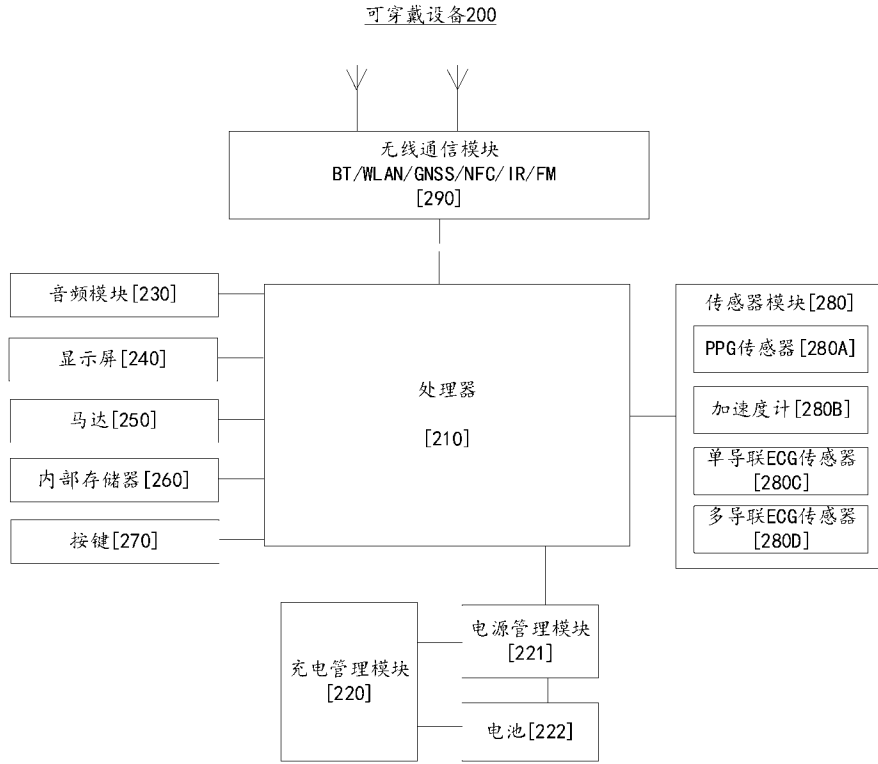 可穿戴设备200
无线通信模块
BT/WLAN/GNSS/NFC/IR/FM
[290]
音频模块[230]
显示屏[240]
马达[250]
内部存储器[260]
按键[270]
处理器
[210]
传感器模块[280]
PPG传感器[280A]
加速度计[280B]
单导联ECG传感器
[280C]
多导联ECG传感器
[280D]
充电管理模块
[220]
电源管理模块
[221]
电池[222]